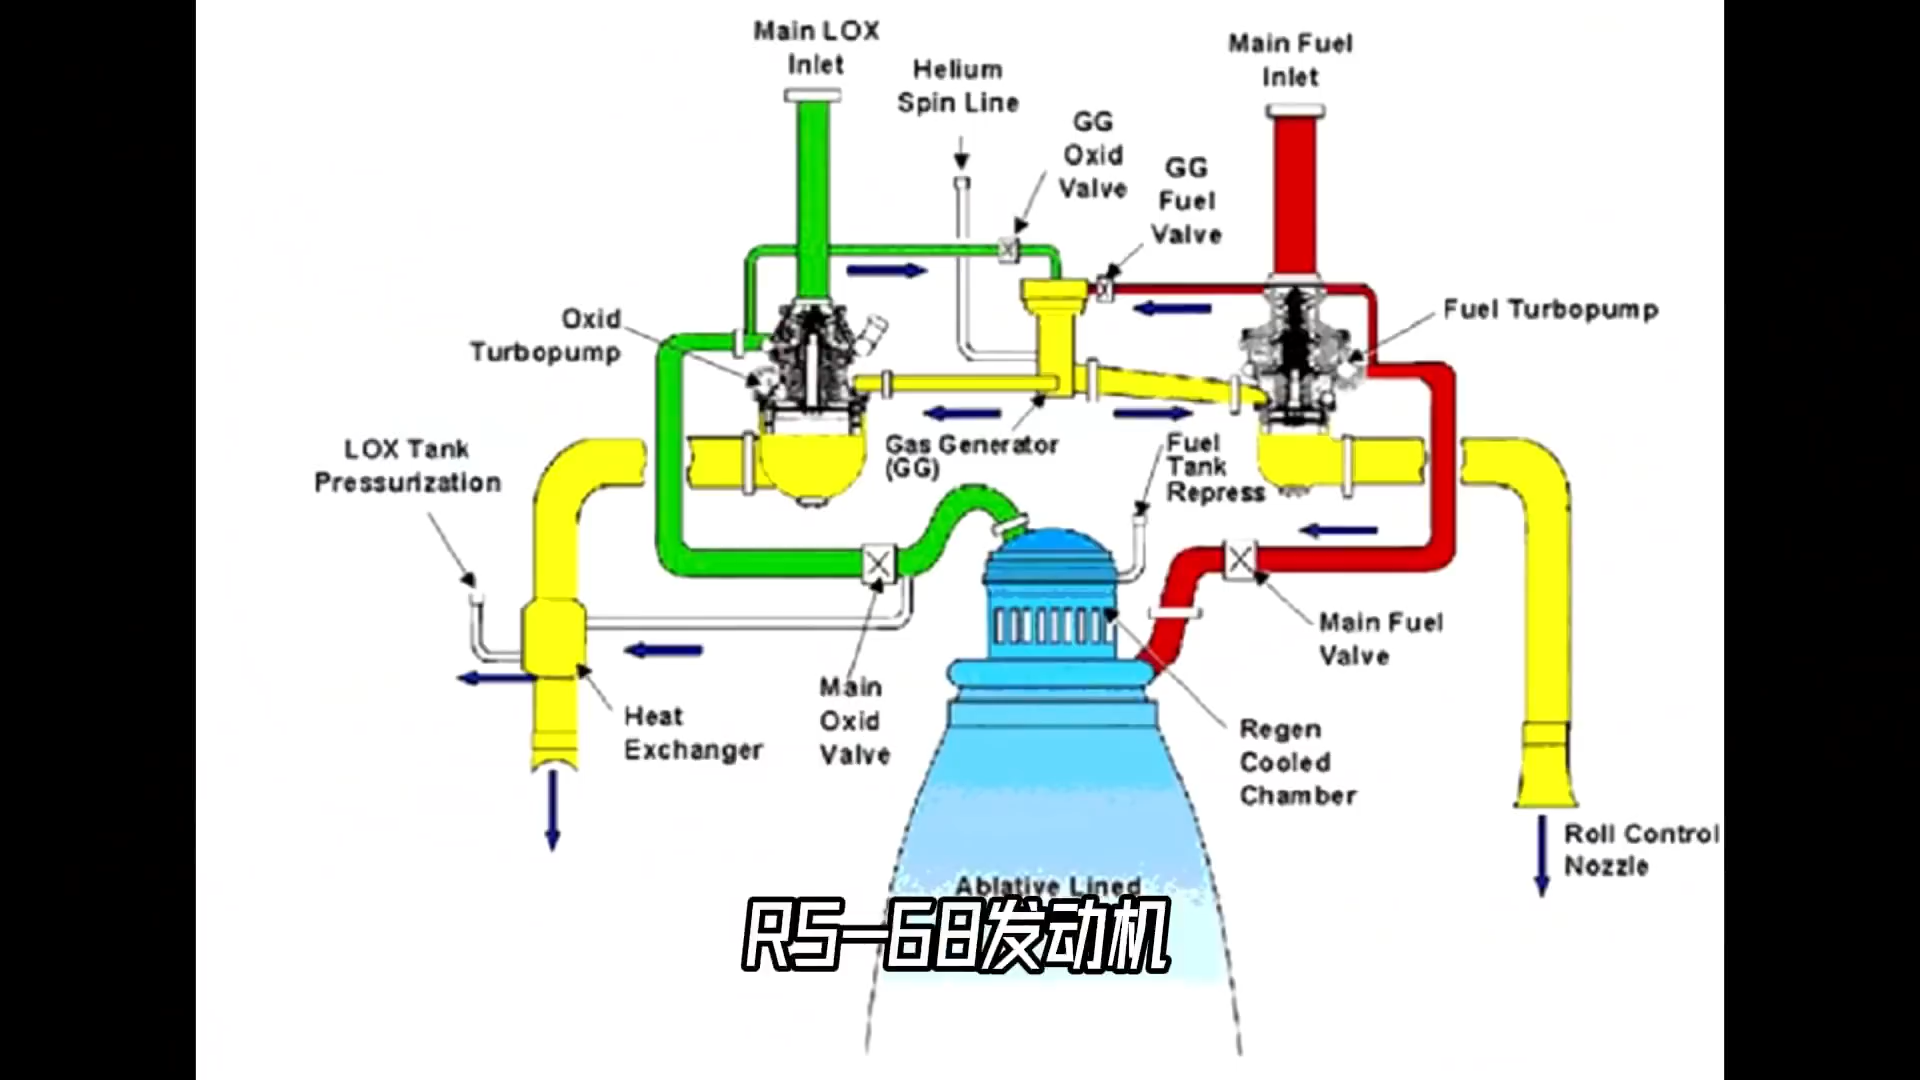 Main LOX
Inlet
Helium
Spin Line
GG
Oxid
Valve
GG
Fuel
Valve
Main Fuel
Inlet
Oxid
Turbopump
Fuel Turbopump
LOX Tank
Pressurization
Gas Generator
(GG)
Fuel
Tank
Repress
Main Fuel
Valve
Main
Oxid
Valve
Heat
Exchanger
Regen
Cooled
Chamber
Roll Control
Nozzle
Ablative Lined
RS-68发动机